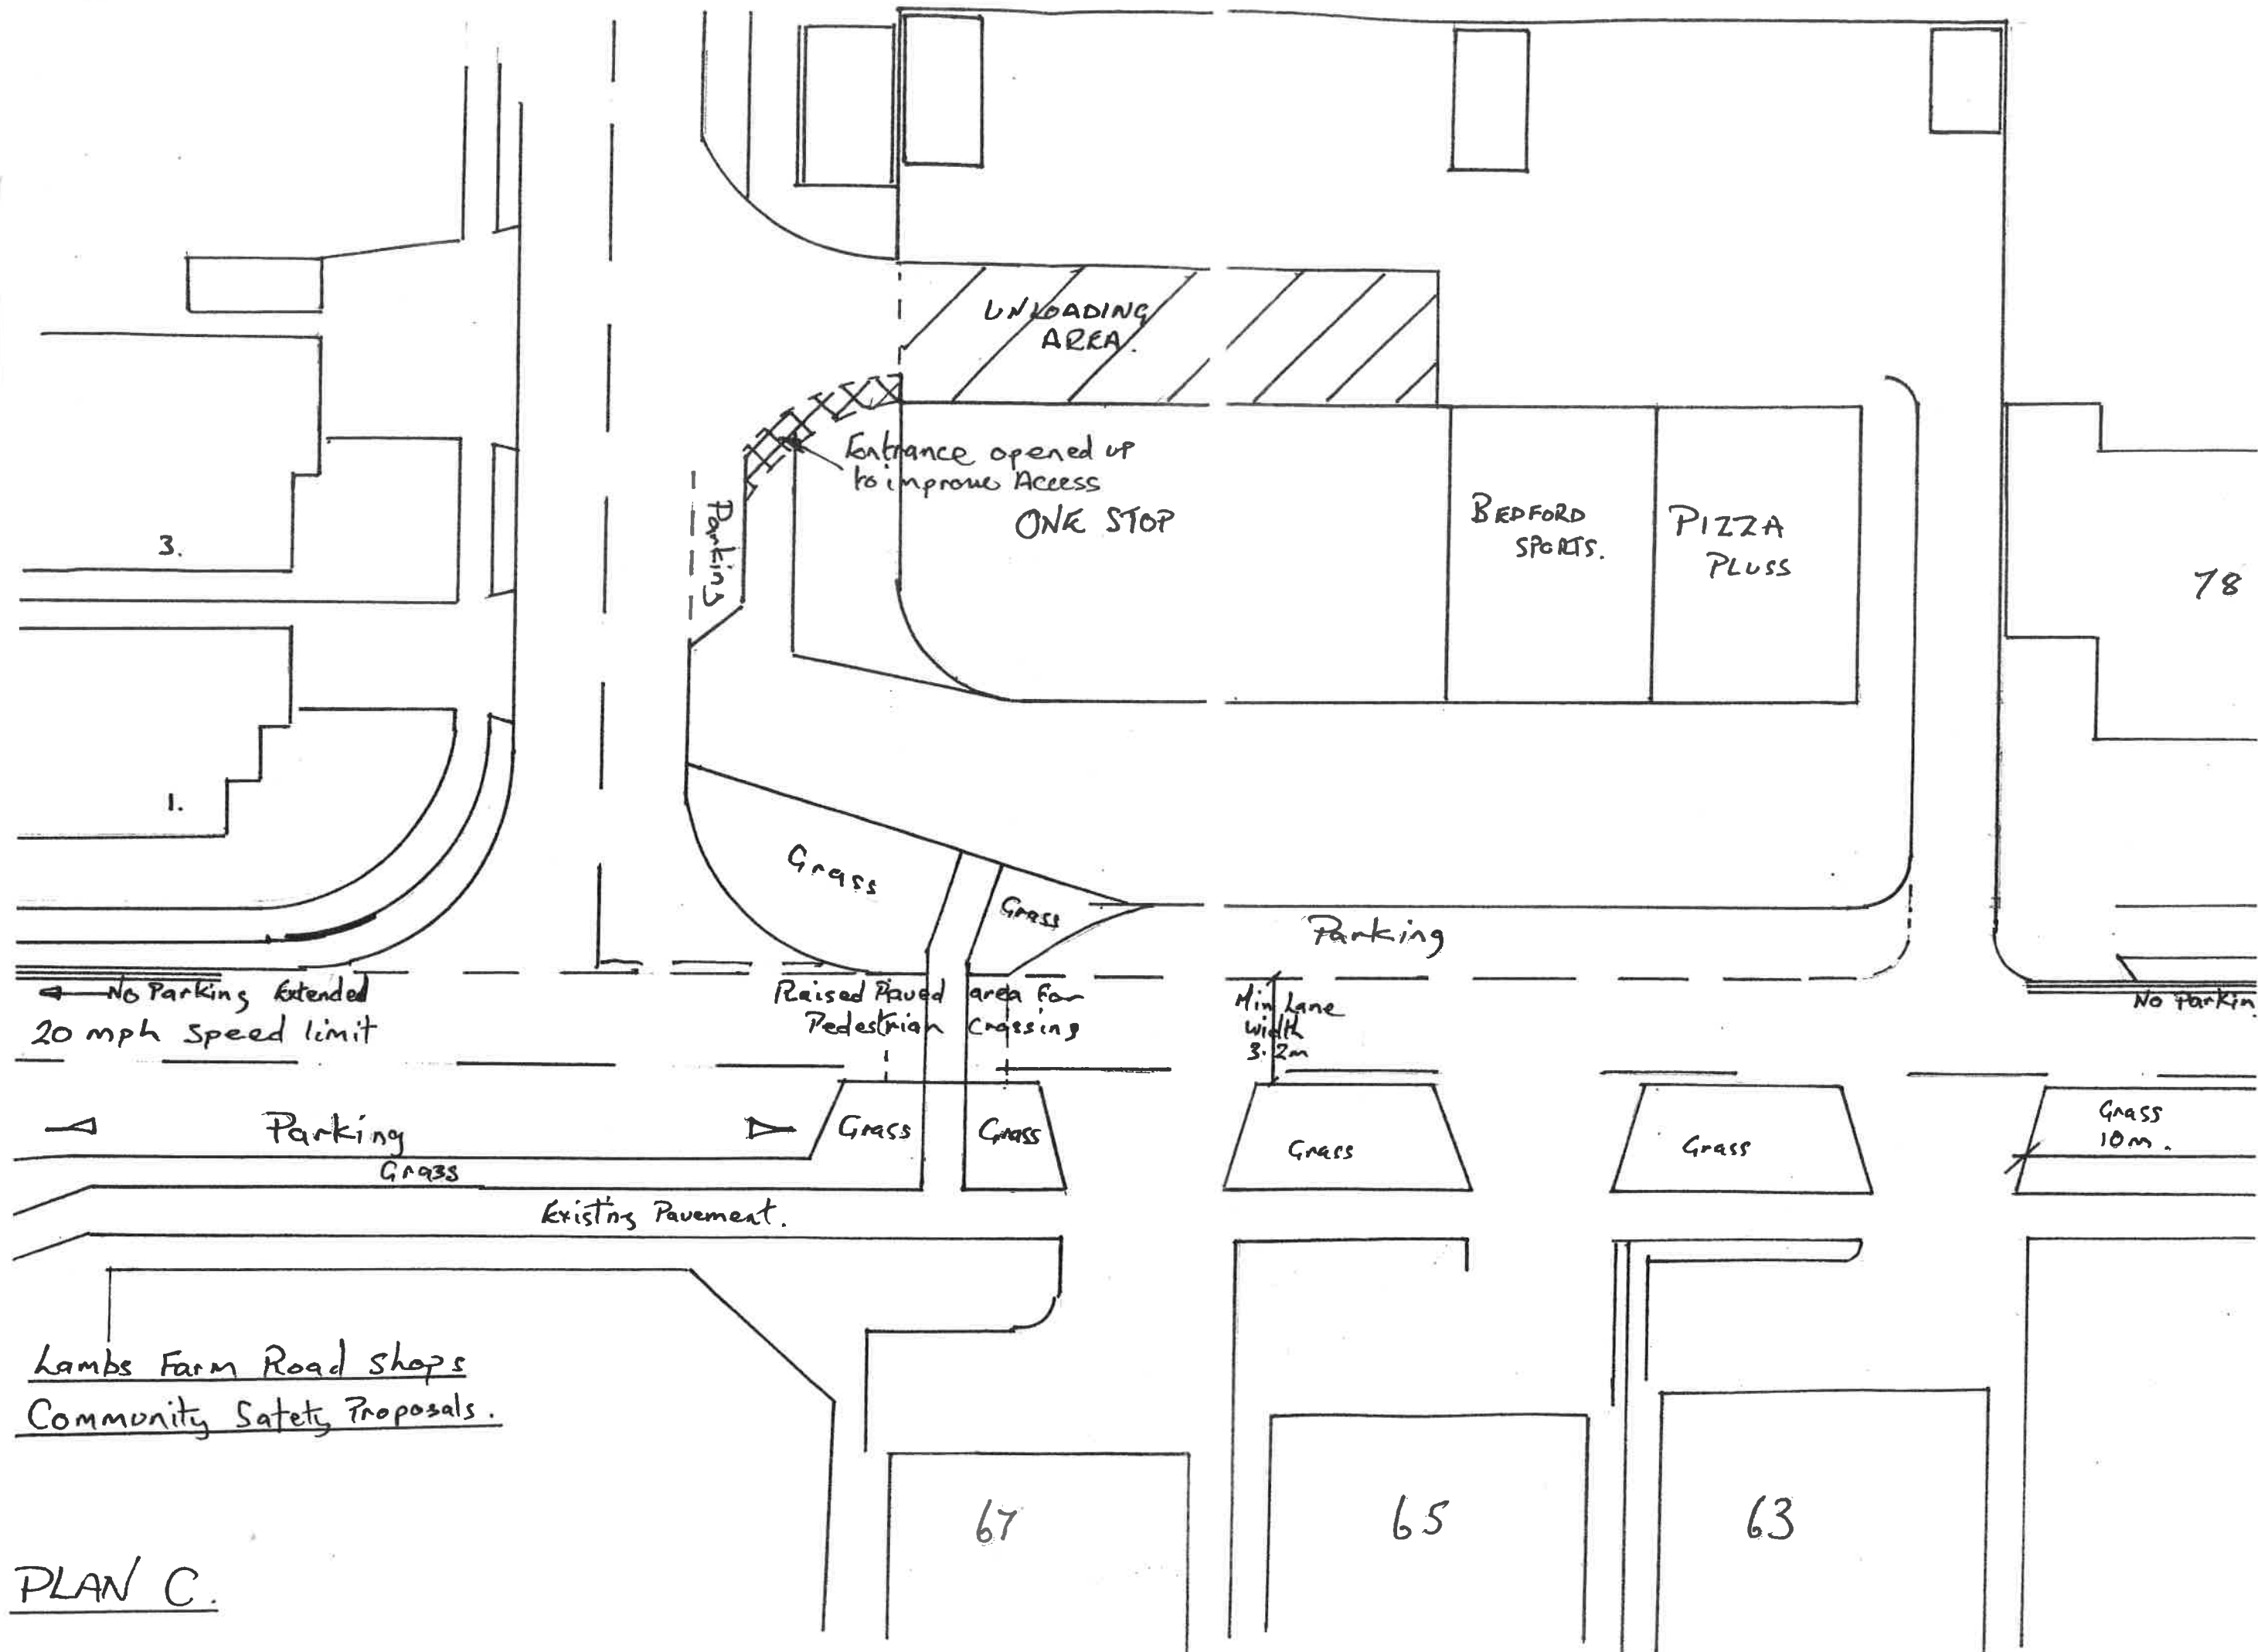 UNLOADING
AREA.
Entrance opened up
to improve Access
Parking
ONE STOP
BEDFORD
SPORTS.
PIZZA
PLUSS
78
3.
1.
Grass
Grass
Parking
No Parking Extended
20 mph speed limit
Raised Paved area For
Pedestrian Crossing
Min Lane
width
3.2m
No Parkin
Parking
Grass
Grass
Grass
Grass
Grass
Grass
10m.
Existing Pavement.
Lambs Farm Road Shops
Community Safety Proposals.
67
65
63
PLAN C.